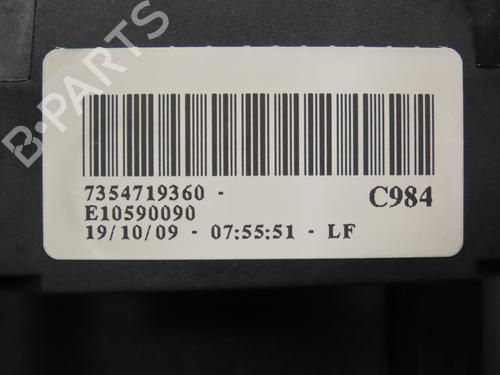 B-PARTS
7354719360 -
E10590090
C984
19/10/09 - 07:55:51 - LF